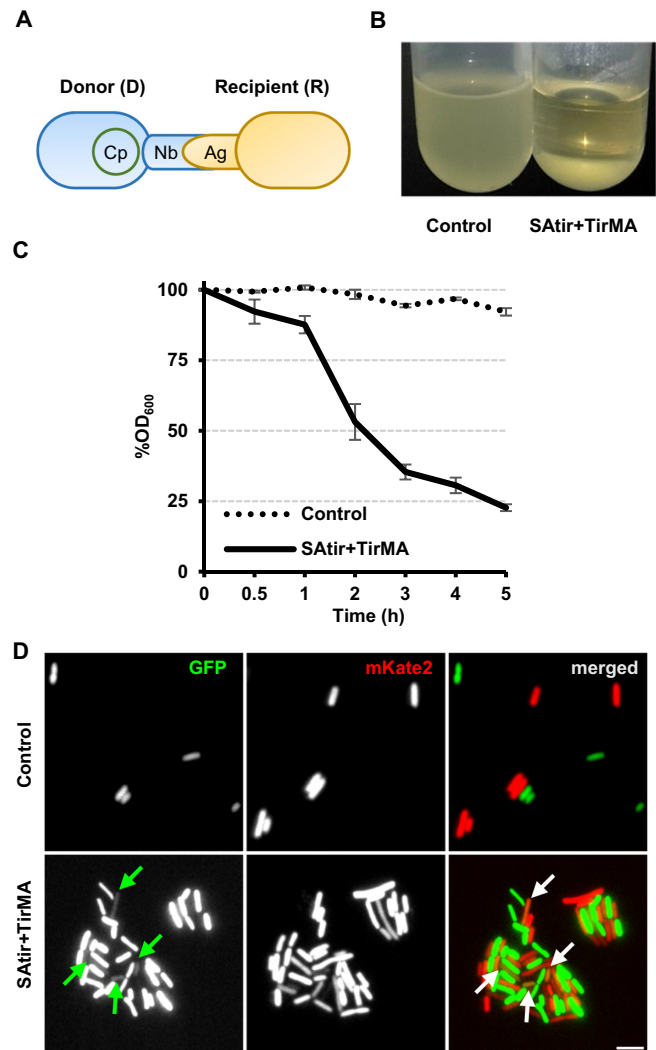 A
Donor (D)
Recipient (R)
Cp
Nb
Ag
B
Control
SAtir+TirMA
C
%OD600
100
75
50
25
0
Control
SAtir+TirMA
0
0.5
1
2
3
4
5
Time (h)
D
GFP
mKate2
merged
Control
SAtir+TirMA